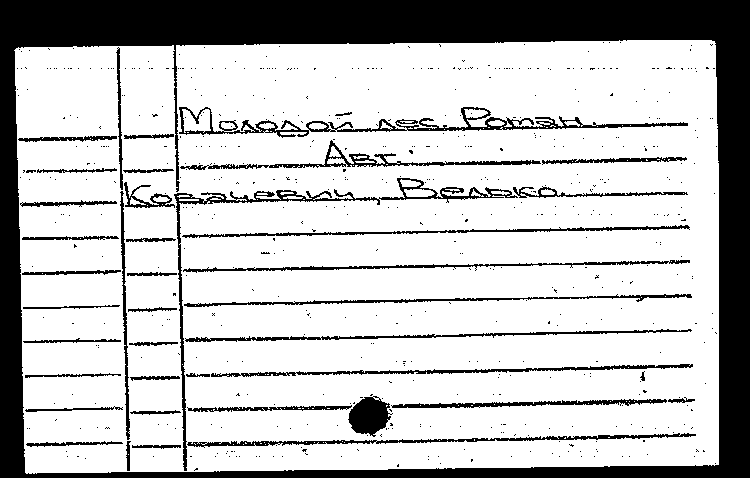 Молодой лес. Роман.
Авт.
Ковачевич, Велько.